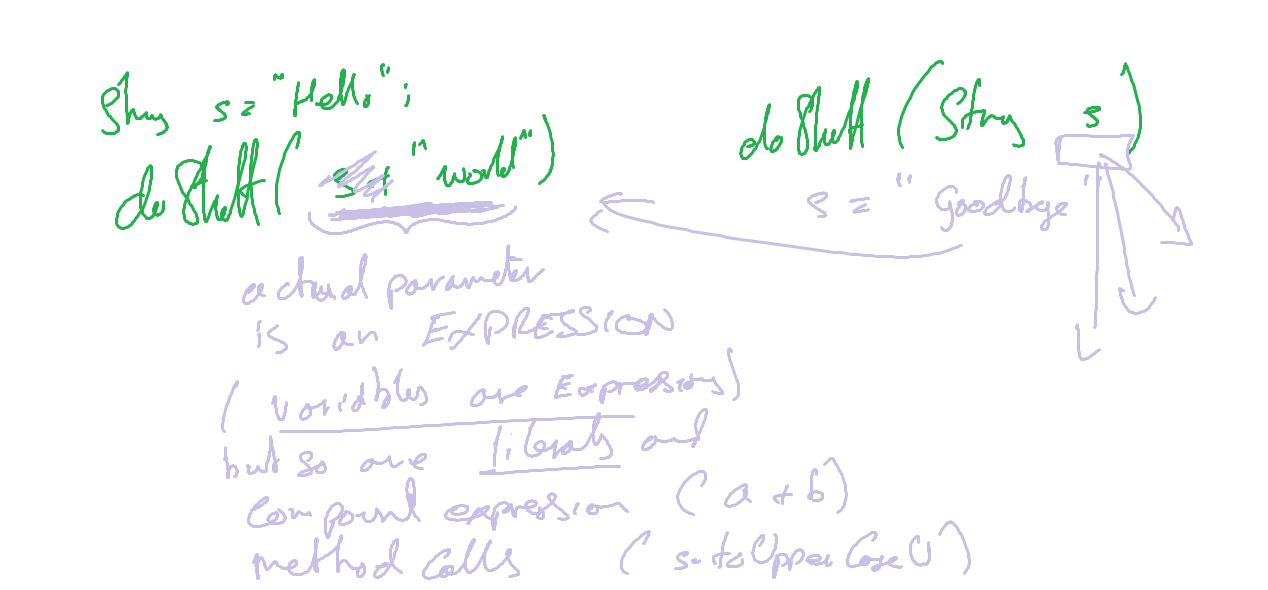 String s = "Hello";
doStuff( s + "world")
doStuff (String s)
s = "Goodbye"
actual parameter
is an EXPRESSION
( variables are Expressions)
but so are literals and
compound expression ( a + b )
method calls ( s.toUpperCase() )